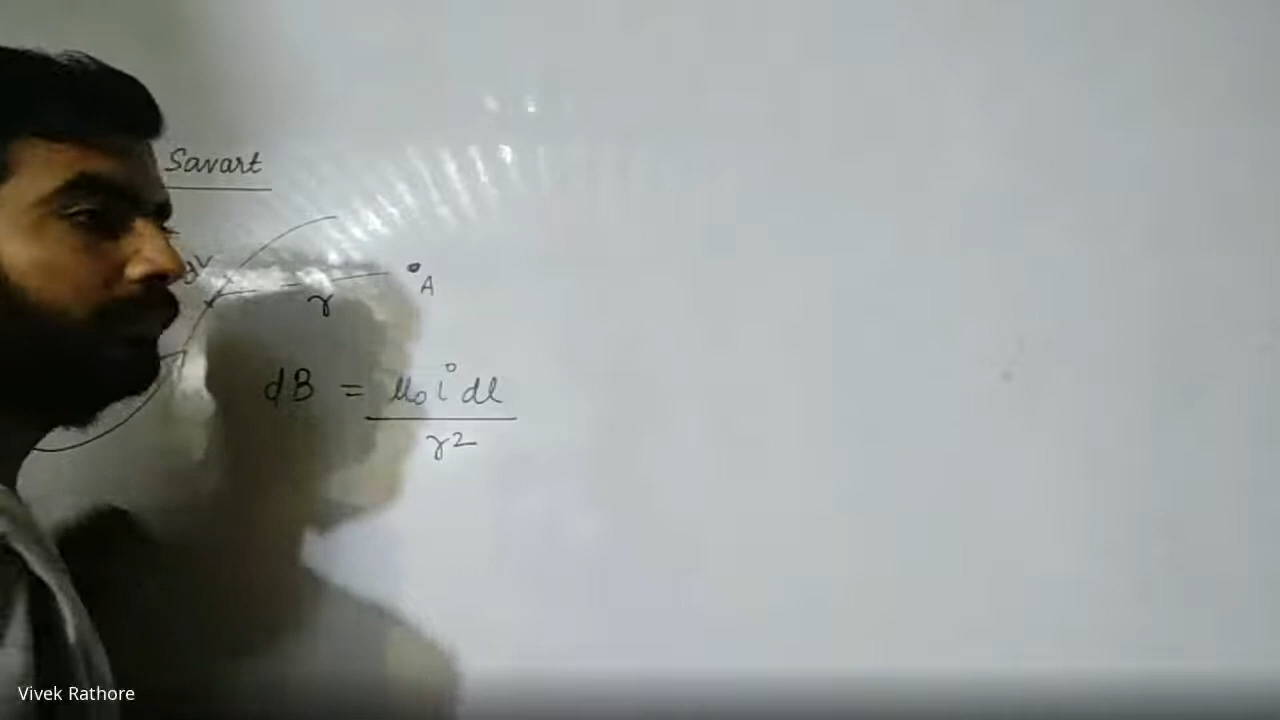 Savart
A
r
dB = μ₀ i dl
r²
Vivek Rathore